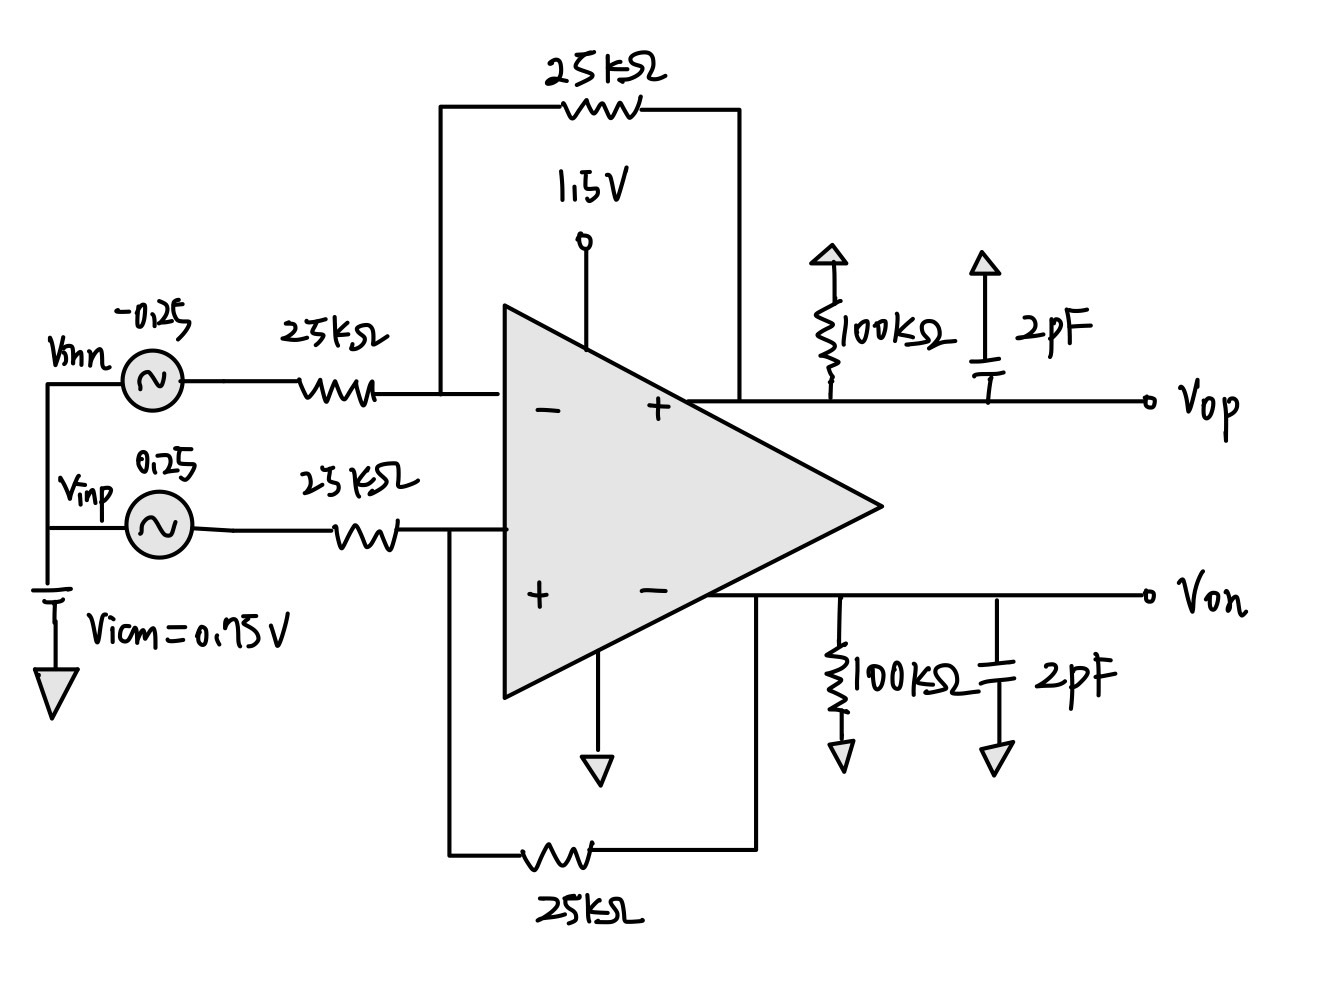 25kΩ
1.5V
-0.25
Vinn
25kΩ
100kΩ
2pF
Vop
-
+
0.25
Vinp
25kΩ
+
-
Von
Vicm = 0.75V
100kΩ
2pF
25kΩ